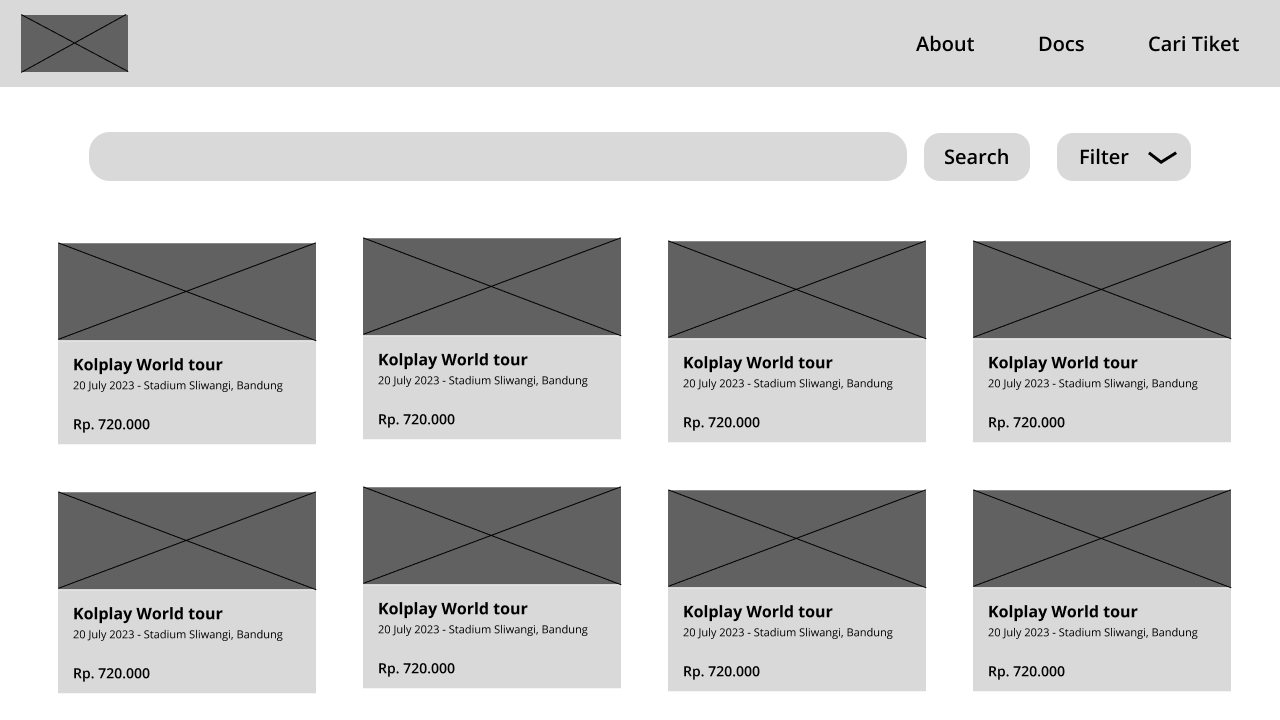 About
Docs
Cari Tiket
Search
Filter
Kolplay World tour
20 July 2023 - Stadium Sliwangi, Bandung
Rp. 720.000
Kolplay World tour
20 July 2023 - Stadium Sliwangi, Bandung
Rp. 720.000
Kolplay World tour
20 July 2023 - Stadium Sliwangi, Bandung
Rp. 720.000
Kolplay World tour
20 July 2023 - Stadium Sliwangi, Bandung
Rp. 720.000
Kolplay World tour
20 July 2023 - Stadium Sliwangi, Bandung
Rp. 720.000
Kolplay World tour
20 July 2023 - Stadium Sliwangi, Bandung
Rp. 720.000
Kolplay World tour
20 July 2023 - Stadium Sliwangi, Bandung
Rp. 720.000
Kolplay World tour
20 July 2023 - Stadium Sliwangi, Bandung
Rp. 720.000